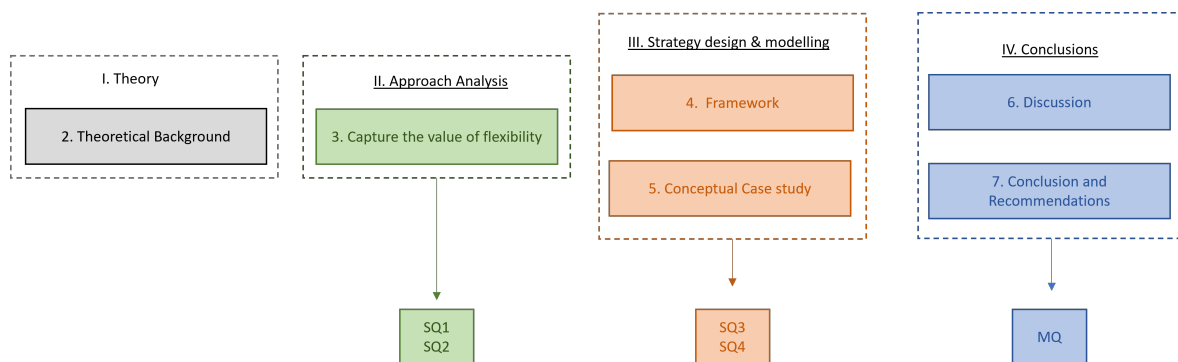 I. Theory
2. Theoretical Background
II. Approach Analysis
3. Capture the value of flexibility
SQ1
SQ2
III. Strategy design & modelling
4. Framework
5. Conceptual Case study
SQ3
SQ4
IV. Conclusions
6. Discussion
7. Conclusion and
Recommendations
MQ